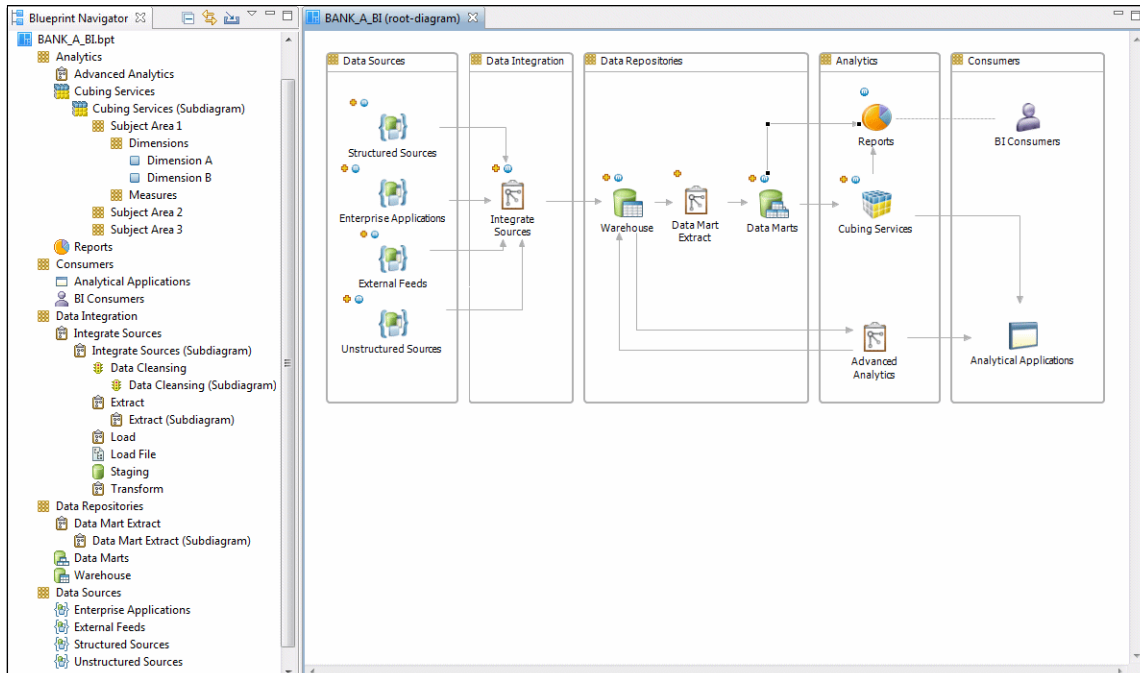 Blueprint Navigator
BANK_A_BI.bpt
Analytics
Advanced Analytics
Cubing Services
Cubing Services (Subdiagram)
Subject Area 1
Dimensions
Dimension A
Dimension B
Measures
Subject Area 2
Subject Area 3
Reports
Consumers
Analytical Applications
BI Consumers
Data Integration
Integrate Sources
Integrate Sources (Subdiagram)
Data Cleansing
Data Cleansing (Subdiagram)
Extract
Extract (Subdiagram)
Load
Load File
Staging
Transform
Data Repositories
Data Mart Extract
Data Mart Extract (Subdiagram)
Data Marts
Warehouse
Data Sources
Enterprise Applications
External Feeds
Structured Sources
Unstructured Sources
BANK_A_BI (root-diagram)
Data Sources
Structured Sources
Enterprise Applications
External Feeds
Unstructured Sources
Data Integration
Integrate
Sources
Data Repositories
Warehouse
Data Mart
Extract
Data Marts
Analytics
Reports
Cubing Services
Advanced
Analytics
Consumers
BI Consumers
Analytical Applications